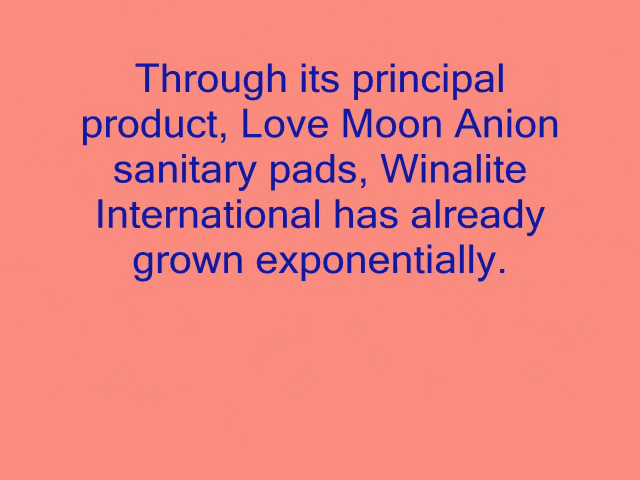 Through its principal
product, Love Moon Anion
sanitary pads, Winalite
International has already
grown exponentially.